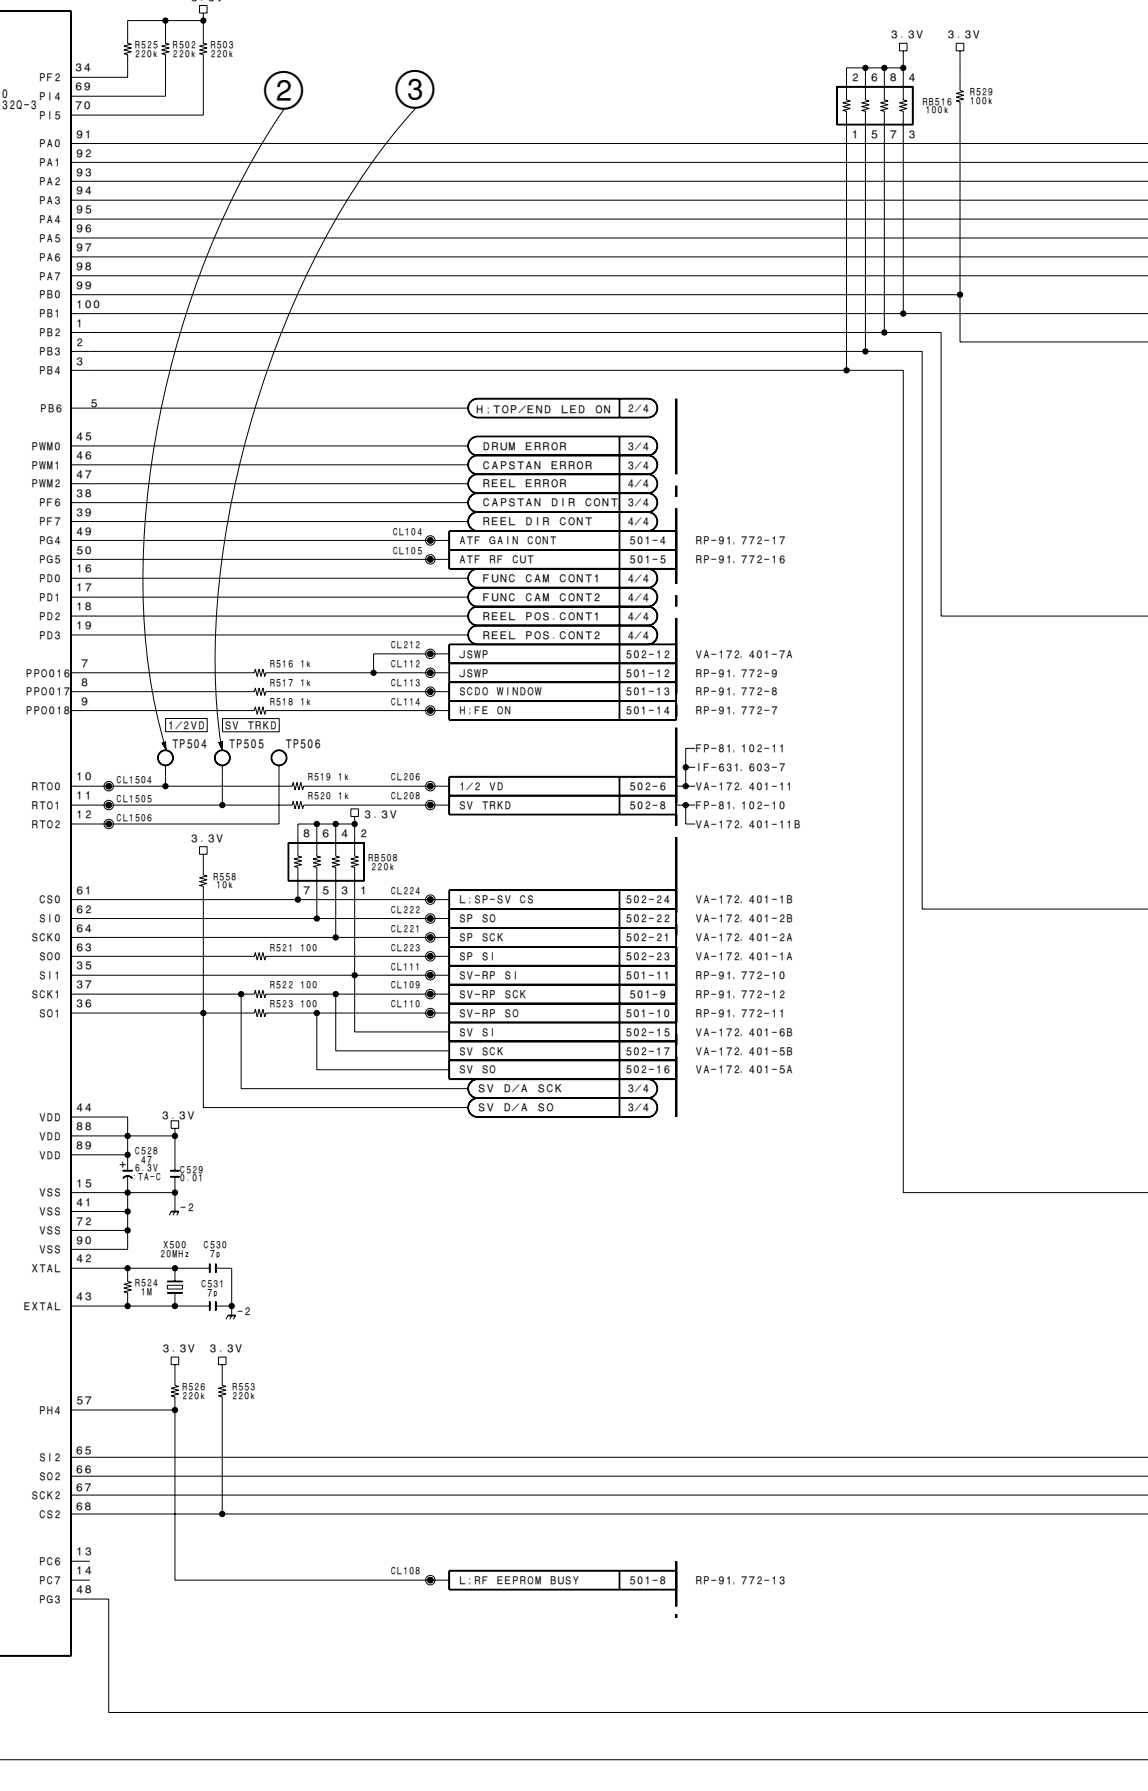 R525 R502 R503
220k 220k 220k
PF2 34
PI4 69
32Q-3
PI5 70
2
3
3.3V 3.3V
2 6 8 4
RB516
100k
R529
100k
1 5 7 3
PA0 91
PA1 92
PA2 93
PA3 94
PA4 95
PA5 96
PA6 97
PA7 98
PB0 99
PB1 100
PB2 1
PB3 2
PB4 3
PB6 5 H:TOP/END LED ON 2/4
PWM0 45 DRUM ERROR 3/4
PWM1 46 CAPSTAN ERROR 3/4
PWM2 47 REEL ERROR 4/4
PF6 38 CAPSTAN DIR CONT 3/4
PF7 39 REEL DIR CONT 4/4
PG4 49 CL104 ATF GAIN CONT 501-4 RP-91, 772-17
PG5 50 CL105 ATF RF CUT 501-5 RP-91, 772-16
PD0 16 FUNC CAM CONT1 4/4
PD1 17 FUNC CAM CONT2 4/4
PD2 18 REEL POS.CONT1 4/4
PD3 19 REEL POS.CONT2 4/4
CL212 JSWP 502-12 VA-172, 401-7A
PPO016 7 R516 1k CL112 JSWP 501-12 RP-91, 772-9
PPO017 8 R517 1k CL113 SCDO WINDOW 501-13 RP-91, 772-8
PPO018 9 R518 1k CL114 H:FE ON 501-14 RP-91, 772-7
1/2VD SV TRKD
TP504 TP505 TP506
FP-81, 102-11
IF-631, 603-7
RTO0 10 CL1504 R519 1k CL206 1/2 VD 502-6 VA-172, 401-11
RTO1 11 CL1505 R520 1k CL208 SV TRKD 502-8 FP-81, 102-10
RTO2 12 CL1506 3.3V VA-172, 401-11B
3.3V
8 6 4 2
R558
10k
RB508
220k
7 5 3 1
CS0 61 CL224 L:SP-SV CS 502-24 VA-172, 401-1B
SI0 62 CL222 SP SO 502-22 VA-172, 401-2B
SCK0 64 CL221 SP SCK 502-21 VA-172, 401-2A
SO0 63 R521 100 CL223 SP SI 502-23 VA-172, 401-1A
SI1 35 CL111 SV-RP SI 501-11 RP-91, 772-10
SCK1 37 R522 100 CL109 SV-RP SCK 501-9 RP-91, 772-12
SO1 36 R523 100 CL110 SV-RP SO 501-10 RP-91, 772-11
SV SI 502-15 VA-172, 401-6B
SV SCK 502-17 VA-172, 401-5B
SV SO 502-16 VA-172, 401-5A
SV D/A SCK 3/4
SV D/A SO 3/4
VDD 44
3.3V
VDD 88
VDD 89
C528
47
6.3V
TA-C
C529
0.01
VSS 15
VSS 41 -2
VSS 72
VSS 90
XTAL 42
X500
20MHz
C530
7p
R524
1M
C531
7p
EXTAL 43 -2
3.3V 3.3V
R526
220k
R553
220k
PH4 57
SI2 65
SO2 66
SCK2 67
CS2 68
PC6 13
PC7 14 CL108 L:RF EEPROM BUSY 501-8 RP-91, 772-13
PG3 48